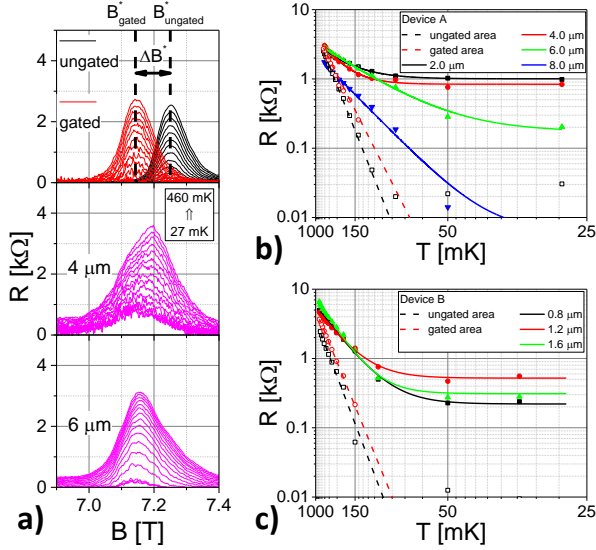 B*gated B*ungated
ΔB*
ungated
gated
4
2
0
460 mK
⇑
27 mK
4 μm
4
2
0
6 μm
4
2
0
R [kΩ]
7.0 7.2 7.4
B [T]
a)
Device A
ungated area
gated area
2.0 μm
4.0 μm
6.0 μm
8.0 μm
10
1
0.1
0.01
R [kΩ]
1000 150 50 25
T [mK]
b)
Device B
ungated area
gated area
0.8 μm
1.2 μm
1.6 μm
10
1
0.1
0.01
R [kΩ]
1000 150 50 25
T [mK]
c)